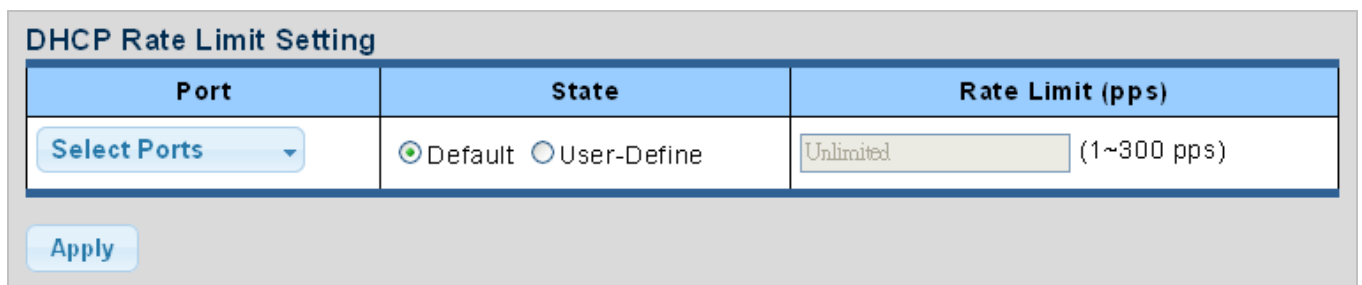 DHCP Rate Limit Setting
Port State Rate Limit (pps)
Select Ports Default User-Define Unlimited (1~300 pps)
Apply